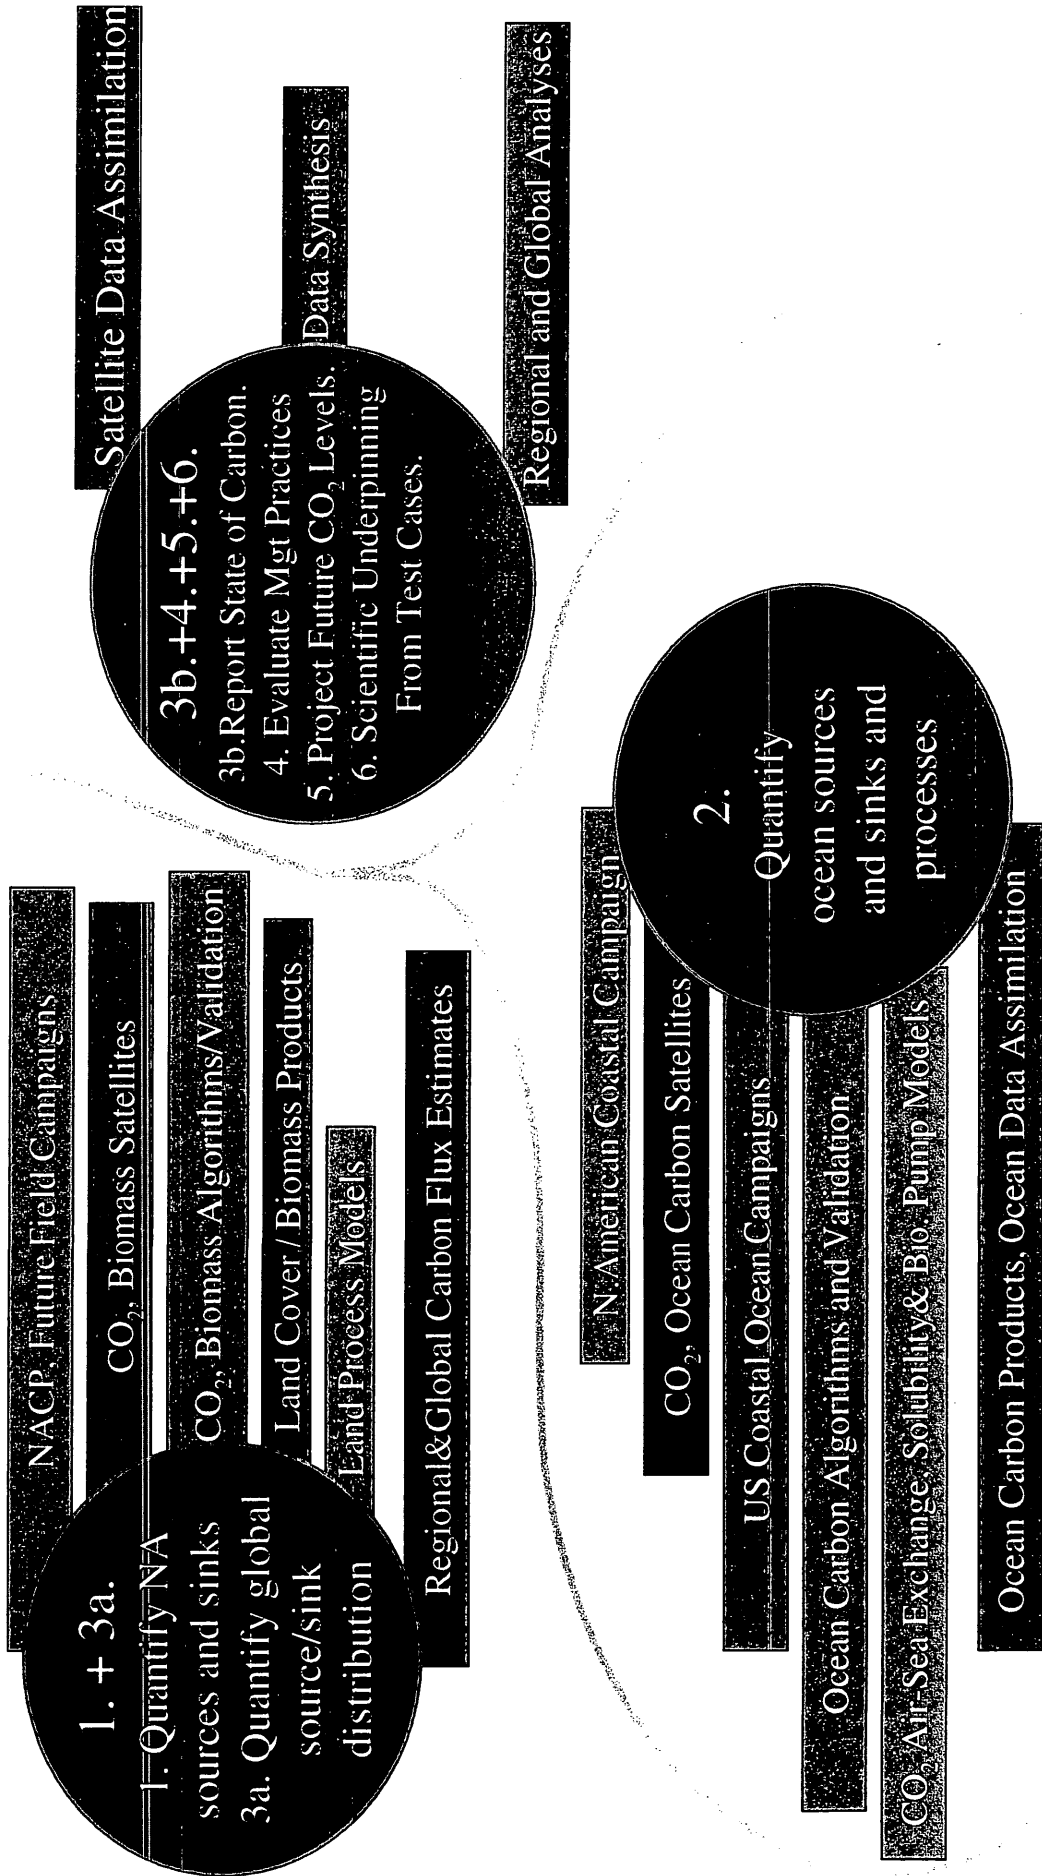 1. + 3a.
1. Quantify NA
sources and sinks
3a. Quantify global
source/sink
distribution
NACP, Future Field Campaigns
CO₂, Biomass Satellites
CO₂, Biomass Algorithms/Validation
Land Cover / Biomass Products
Land Process Models
Regional&Global Carbon Flux Estimates
3b.+4.+5.+6.
3b.Report State of Carbon.
4. Evaluate Mgt Practices
5. Project Future CO₂ Levels.
6. Scientific Underpinning
From Test Cases.
Satellite Data Assimilation
Data Synthesis
Regional and Global Analyses
N.American Coastal Campaign
CO₂, Ocean Carbon Satellites
US Coastal Ocean Campaigns
Ocean Carbon Algorithms and Validation
CO₂ Air-Sea Exchange, Solubility& Bio. Pump Models
Ocean Carbon Products, Ocean Data Assimilation
2.
Quantify
ocean sources
and sinks and
processes